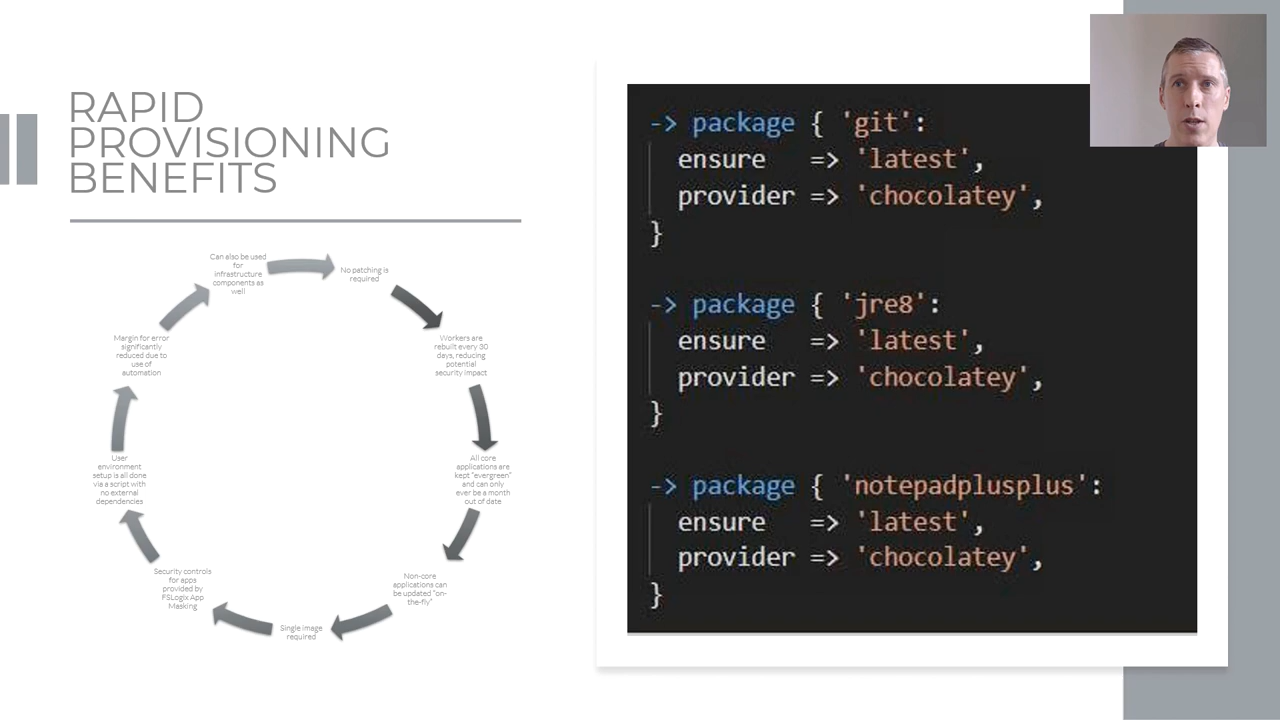 RAPID
PROVISIONING
BENEFITS
Can also be used
for
infrastructure
components as
well
No patching is
required
Workers are
rebuilt every 30
days, reducing
potential
security impact
All core
applications are
kept "evergreen"
and can only
ever be a month
out of date
Non-core
applications can
be updated "on-
the-fly"
Single image
required
Security controls
for apps
provided by
FSLogix App
Masking
User
environment
setup is all done
via a script with
no external
dependencies
Margin for error
significantly
reduced due to
use of
automation
-> package { 'git':
ensure => 'latest',
provider => 'chocolatey',
}
-> package { 'jre8':
ensure => 'latest',
provider => 'chocolatey',
}
-> package { 'notepadplusplus':
ensure => 'latest',
provider => 'chocolatey',
}